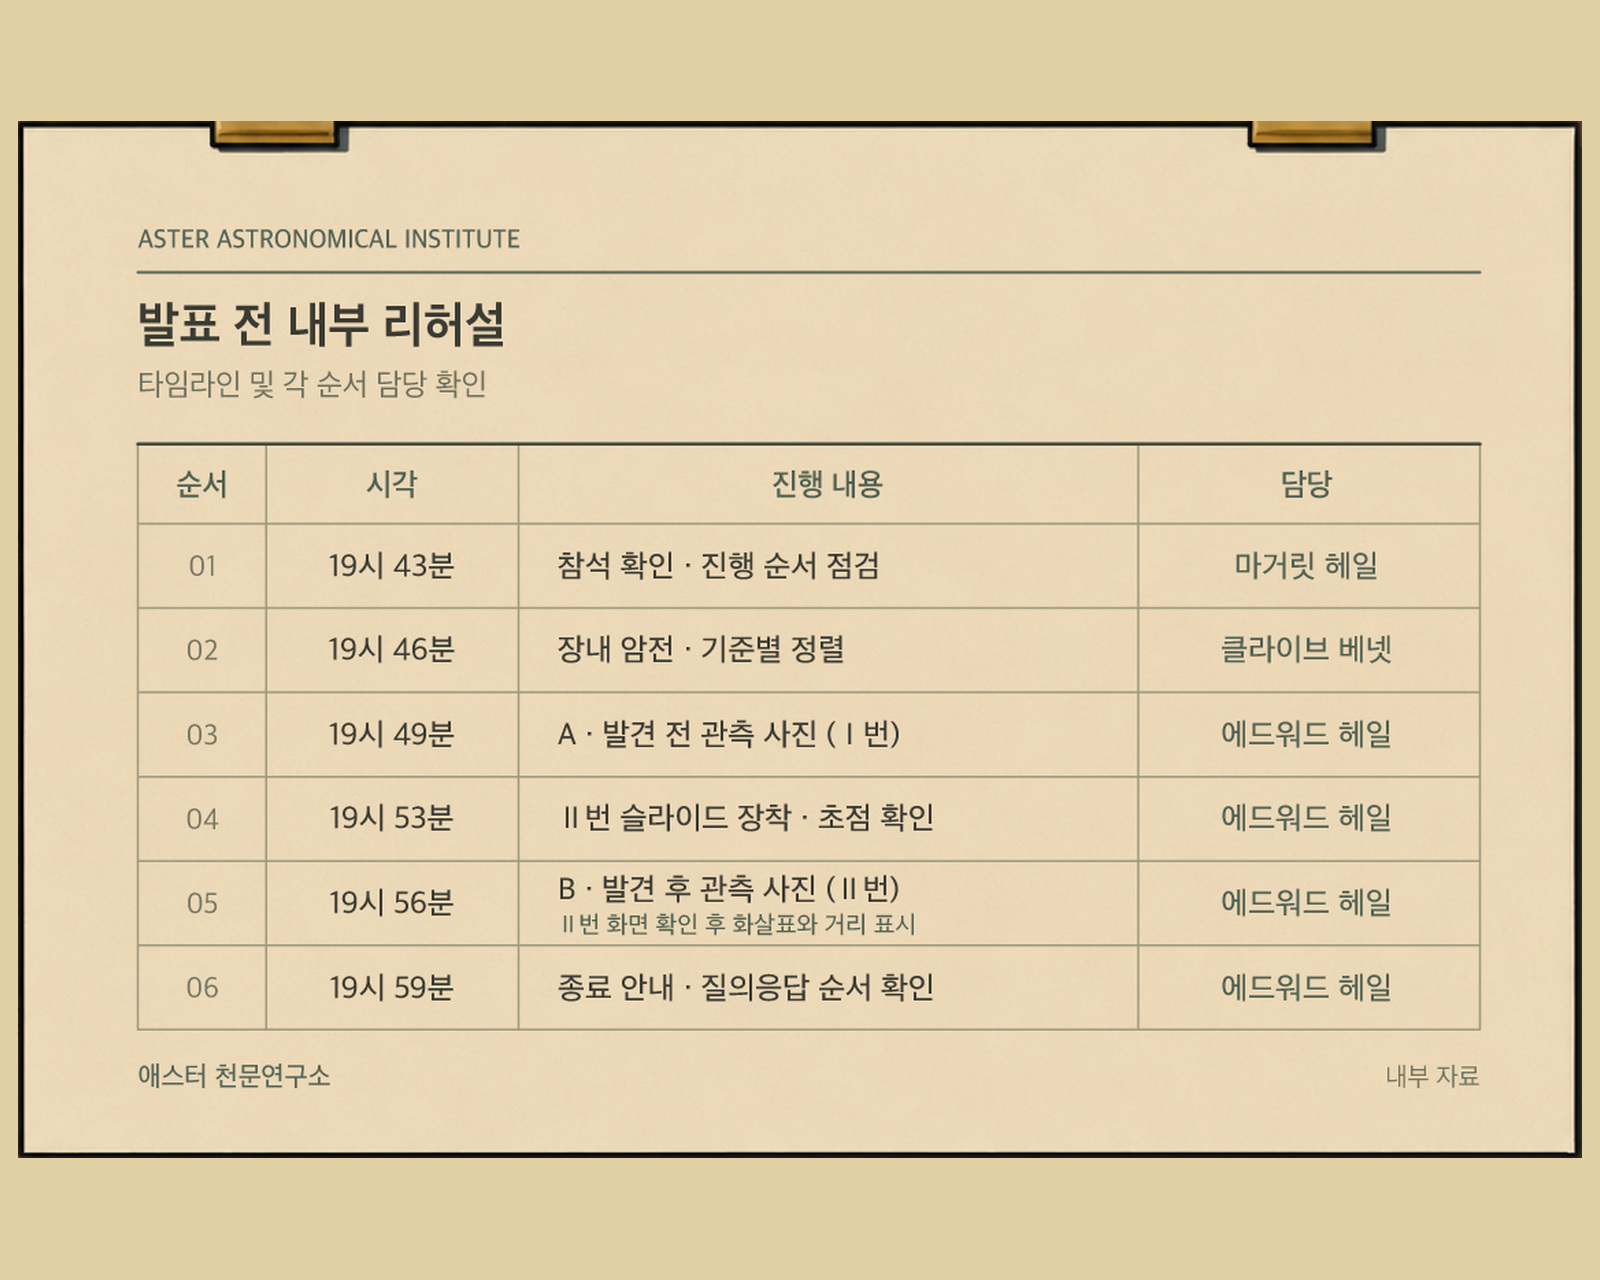 ASTER ASTRONOMICAL INSTITUTE
발표 전 내부 리허설
타임라인 및 각 순서 담당 확인
순서 시각 진행 내용 담당
01 19시 43분 참석 확인 · 진행 순서 점검 마거릿 헤일
02 19시 46분 장내 암전 · 기준별 정렬 클라이브 베넷
03 19시 49분 A · 발견 전 관측 사진 (Ⅰ번) 에드워드 헤일
04 19시 53분 Ⅱ번 슬라이드 장착 · 초점 확인 에드워드 헤일
05 19시 56분 B · 발견 후 관측 사진 (Ⅱ번) 에드워드 헤일
Ⅱ번 화면 확인 후 화살표와 거리 표시
06 19시 59분 종료 안내 · 질의응답 순서 확인 에드워드 헤일
애스터 천문연구소 내부 자료